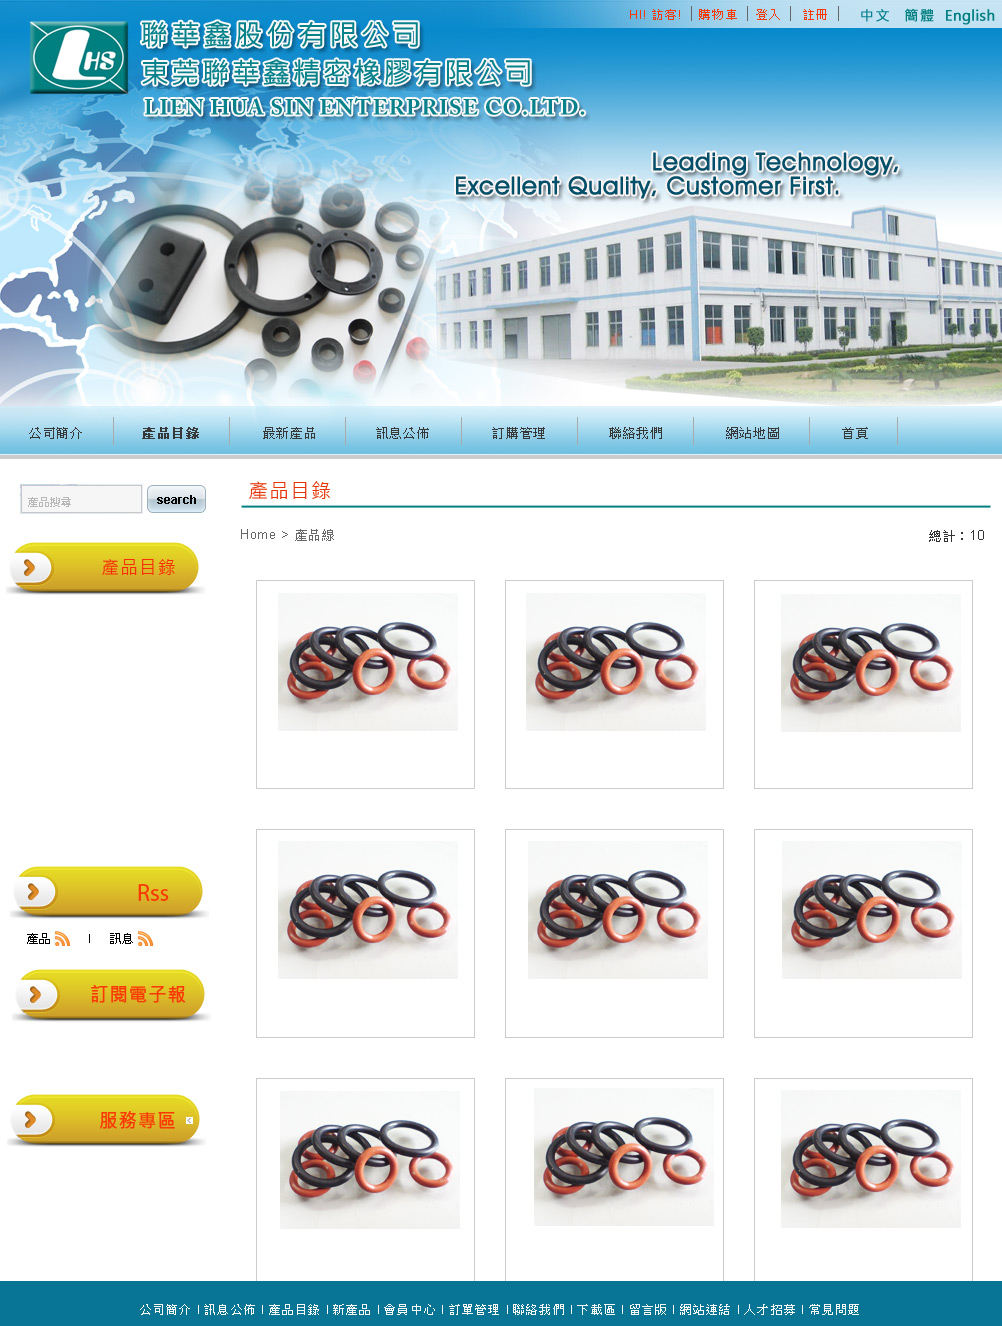 HI! 訪客! | 購物車 | 登入 | 註冊 | 中文 簡體 English
LHS
聯華鑫股份有限公司
東莞聯華鑫精密橡膠有限公司
LIEN HUA SIN ENTERPRISE CO.LTD.
Leading Technology,
Excellent Quality, Customer First.
公司簡介 產品目錄 最新產品 訊息公佈 訂購管理 聯絡我們 網站地圖 首頁
產品搜尋 search
產品目錄
Home > 產品線
總計：10
產品目錄
Rss
產品 | 訊息
訂閱電子報
服務專區
公司簡介 | 訊息公佈 | 產品目錄 | 新產品 | 會員中心 | 訂單管理 | 聯絡我們 | 下載區 | 留言版 | 網站連結 | 人才招募 | 常見問題